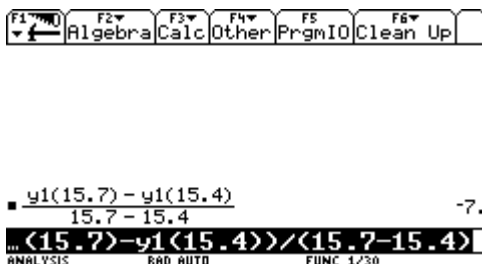 F1 F2 Algebra F3 Calc F4 Other F5 PrgmIO F6 Clean Up
y1(15.7) - y1(15.4)
15.7 - 15.4
-7.
…(15.7)-y1(15.4))/(15.7-15.4)
ANALYSIS RAD AUTO FUNC 1/30